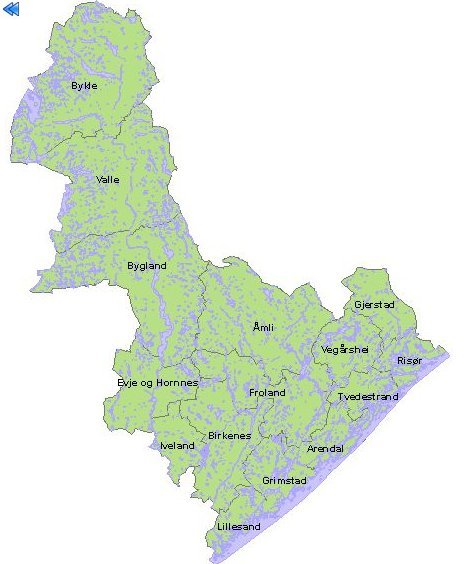 Bykle
Valle
Bygland
Gjerstad
Åmli
Vegårshei
Risør
Evje og Hornnes
Froland
Tvedestrand
Birkenes
Iveland
Arendal
Grimstad
Lillesand